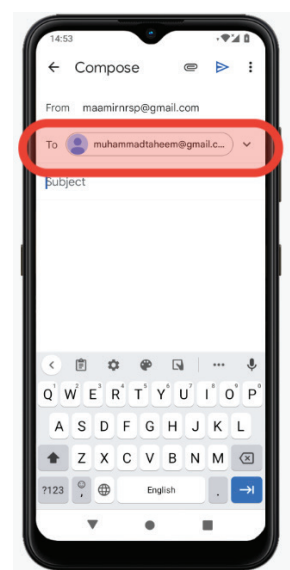 14:53
Compose
From maamirnrsp@gmail.com
To muhammadtaheem@gmail.c...
Subject
Q W E R T Y U I O P
A S D F G H J K L
Z X C V B N M
?123 , English .